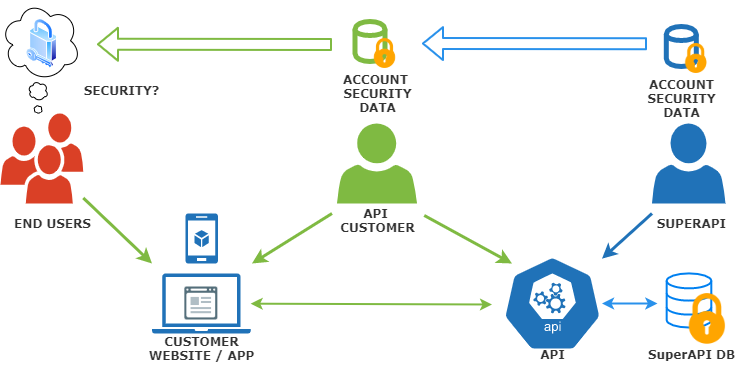 SECURITY?
ACCOUNT
SECURITY
DATA
ACCOUNT
SECURITY
DATA
END USERS
API
CUSTOMER
SUPERAPI
CUSTOMER
WEBSITE / APP
api
API
SuperAPI DB